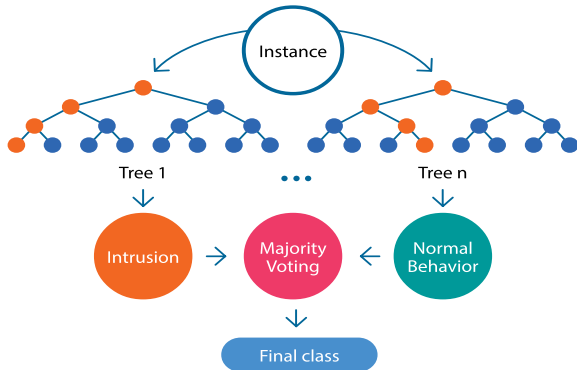 Instance
Tree 1
...
Tree n
Intrusion
Majority
Voting
Normal
Behavior
Final class